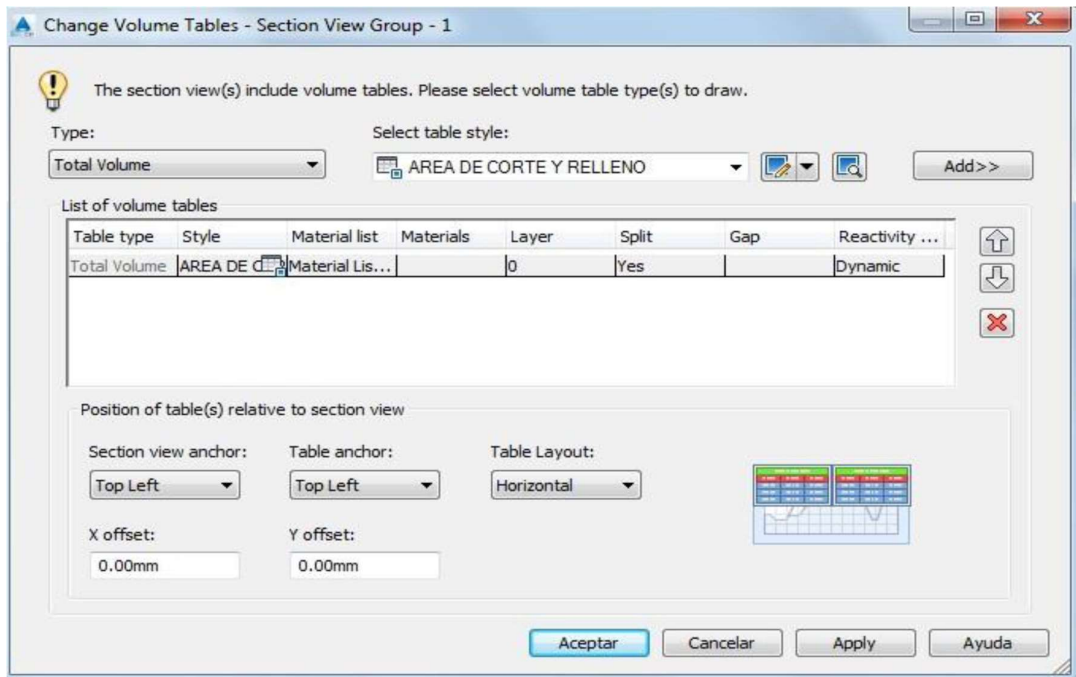 Change Volume Tables - Section View Group - 1
The section view(s) include volume tables. Please select volume table type(s) to draw.
Type: Select table style:
Total Volume AREA DE CORTE Y RELLENO Add>>
List of volume tables
Table type Style Material list Materials Layer Split Gap Reactivity ...
Total Volume AREA DE C Material Lis... 0 Yes Dynamic
Position of table(s) relative to section view
Section view anchor: Table anchor: Table Layout:
Top Left Top Left Horizontal
X offset: Y offset:
0.00mm 0.00mm
Aceptar Cancelar Apply Ayuda